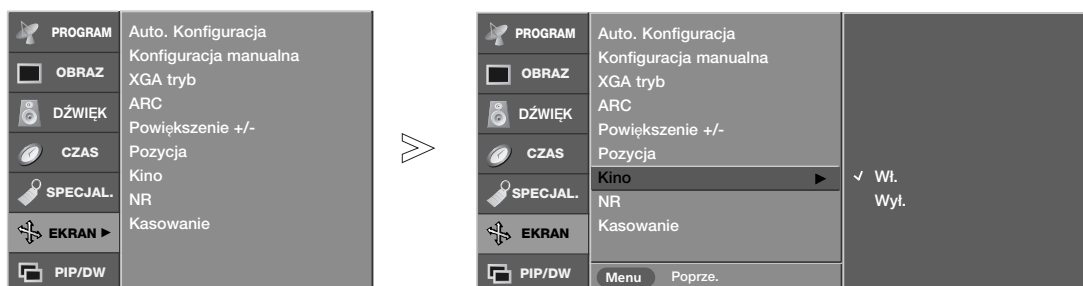 PROGRAM
OBRAZ
DŹWIĘK
CZAS
SPECJAL.
EKRAN
PIP/DW
Auto. Konfiguracja
Konfiguracja manualna
XGA tryb
ARC
Powiększenie +/-
Pozycja
Kino
NR
Kasowanie
PROGRAM
OBRAZ
DŹWIĘK
CZAS
SPECJAL.
EKRAN
PIP/DW
Auto. Konfiguracja
Konfiguracja manualna
XGA tryb
ARC
Powiększenie +/-
Pozycja
Kino
NR
Kasowanie
Menu Poprze.
Wł.
Wył.